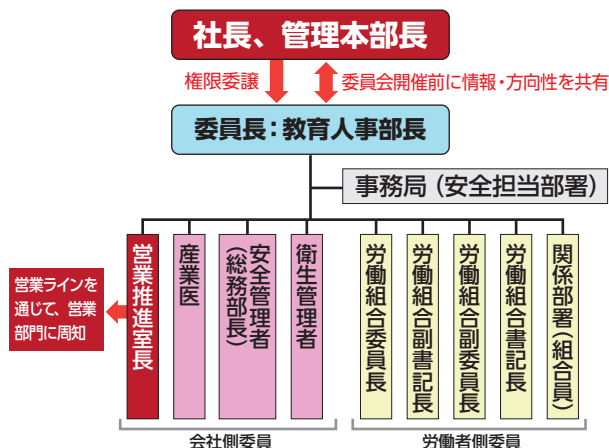 社長、管理本部長
権限委譲
委員会開催前に情報・方向性を共有
委員長：教育人事部長
事務局（安全担当部署）
営業推進室長
産業医
安全管理者
（総務部長）
衛生管理者
労働組合委員長
労働組合副書記長
労働組合副委員長
労働組合書記長
関係部署（組合員）
営業ラインを
通じて、営業
部門に周知
会社側委員
労働者側委員